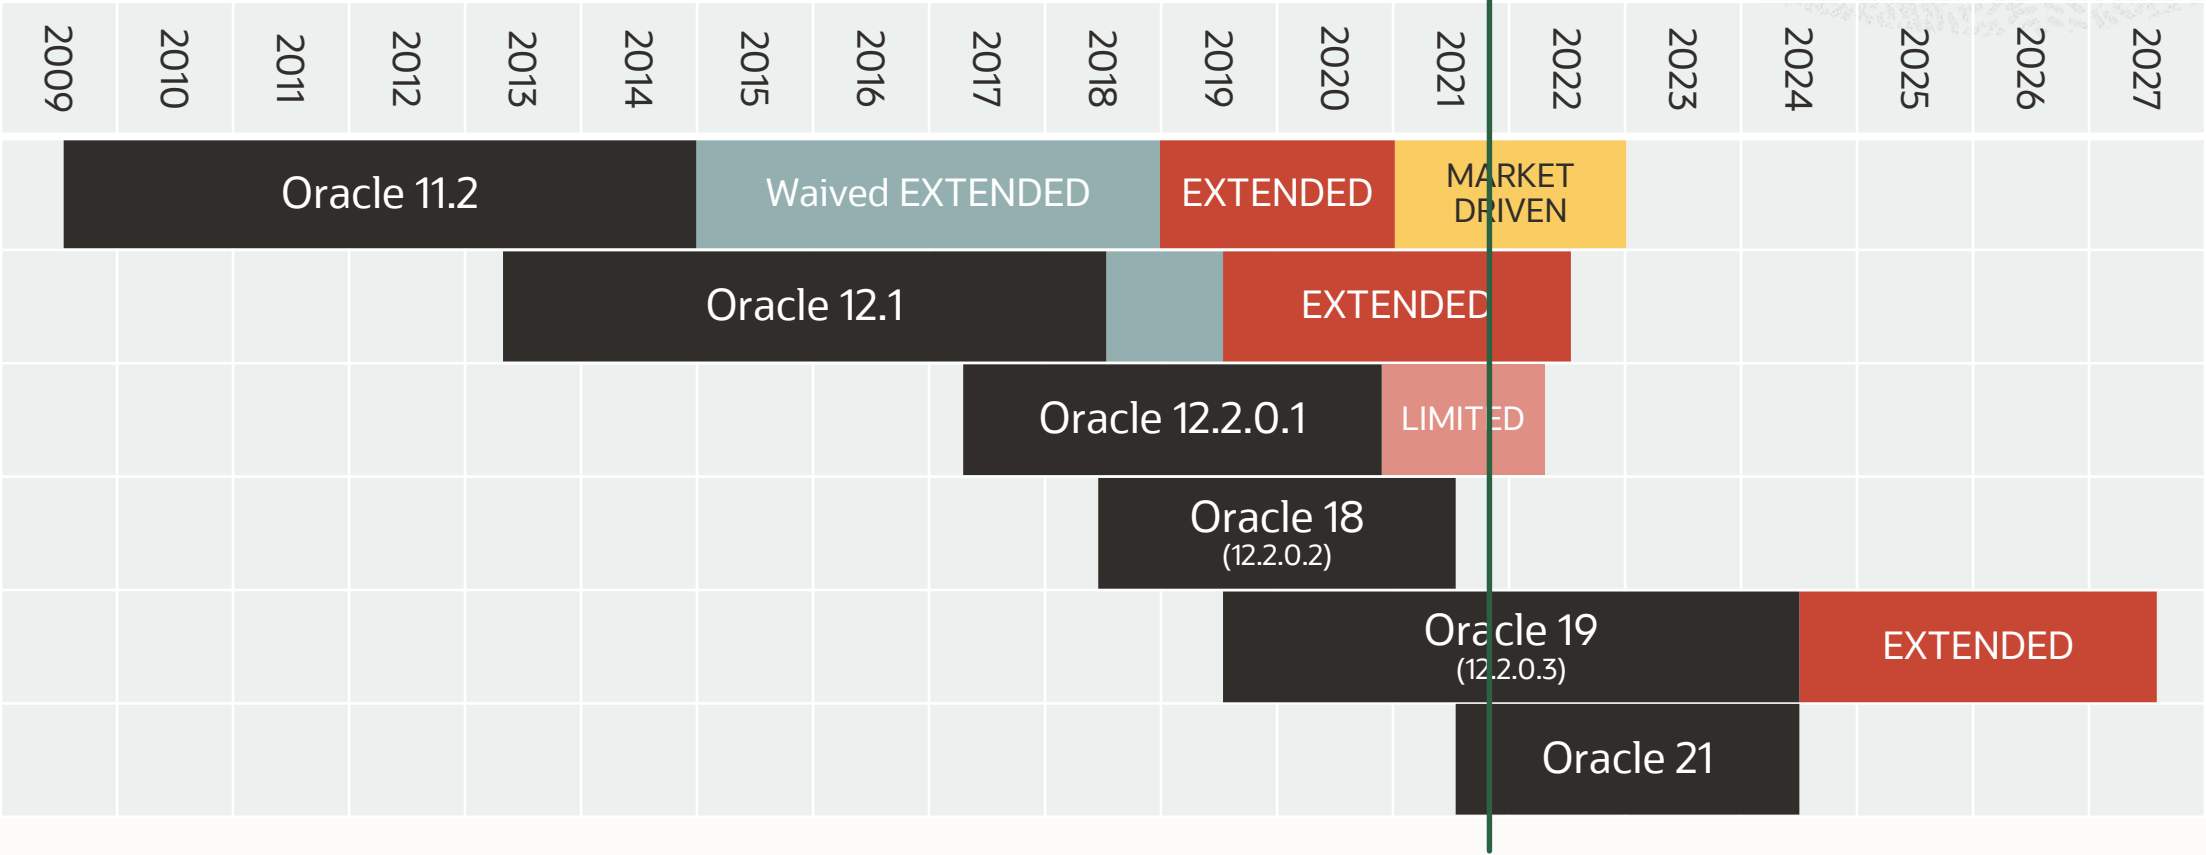 2009
2010
2011
2012
2013
2014
2015
2016
2017
2018
2019
2020
2021
2022
2023
2024
2025
2026
2027
Oracle 11.2
Waived EXTENDED
EXTENDED
MARKET
DRIVEN
Oracle 12.1
EXTENDED
Oracle 12.2.0.1
LIMITED
Oracle 18
(12.2.0.2)
Oracle 19
(12.2.0.3)
EXTENDED
Oracle 21